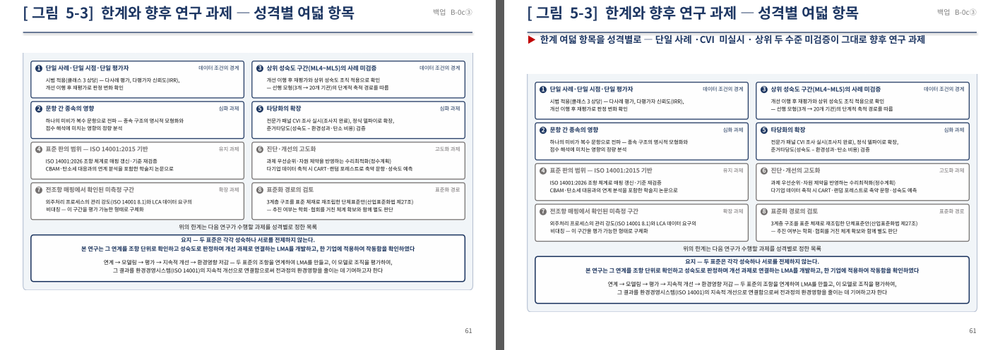 [ 그림 5-3] 한계와 향후 연구 과제 — 성격별 여덟 항목
백업 B-0c③
❶ 단일 사례·단일 시점·단일 평가자
데이터 조건의 경계
시범 적용(클래스 3 상당) — 다사례 평가, 다평가자 신뢰도(IRR),
개선 이행 후 재평가로 판정 변화 확인
❸ 상위 성숙도 구간(ML4~ML5)의 사례 미검증
데이터 조건의 경계
개선 이행 후 재평가와 상위 성숙도 조직 적용으로 확인
— 선행 모형(3개 → 20개 기관)의 단계적 축적 경로를 따름
❷ 문항 간 종속의 영향
심화 과제
하나의 미비가 복수 문항으로 전파 — 종속 구조의 명시적 모형화와
점수 해석에 미치는 영향의 정량 분석
❺ 타당화의 확장
심화 과제
전문가 패널 CVI 조사 실시(조사지 완료), 정식 델파이로 확장,
준거타당도(성숙도 – 환경성과·탄소 비용) 검증
❹ 표준 판의 범위 — ISO 14001:2015 기반
유지 과제
ISO 14001:2026 조항 체계로 매핑 갱신·기준 재검증
CBAM·탄소세 대응과의 연계 분석을 포함한 학술지 논문으로
❻ 진단·개선의 고도화
고도화 과제
과제 우선순위·자원 제약을 반영하는 수리최적화(정수계획)
다기업 데이터 축적 시 CART·랜덤 포레스트로 축약 문항·성숙도 예측
❼ 전조항 매핑에서 확인된 미측정 구간
확장 과제
외주처리 프로세스의 관리 강도(ISO 14001 8.1)와 LCA 데이터 요구의
비대칭 — 이 구간을 평가 가능한 형태로 구체화
❽ 표준화 경로의 검토
표준화 경로
3계층 구조를 표준 체재로 재조립한 단체표준안(산업표준화법 제27조)
— 추진 여부는 학회·협회를 거친 체계 확보와 함께 별도 판단
위의 한계는 다음 연구가 수행할 과제를 성격별로 정한 목록
요지 — 두 표준은 각각 성숙하나 서로를 전제하지 않는다.
본 연구는 그 연계를 조항 단위로 확인하고 성숙도로 판정하며 개선 과제로 연결하는 LMA를 개발하고, 한 기업에 적용하여 작동함을 확인하였다
연계 → 모델링 → 평가 → 지속적 개선 → 환경영향 저감 — 두 표준의 조항을 연계하여 LMA를 만들고, 이 모델로 조직을 평가하여,
그 결과를 환경경영시스템(ISO 14001)의 지속적 개선으로 연결함으로써 전과정의 환경영향을 줄이는 데 기여하고자 한다
61
[ 그림 5-3] 한계와 향후 연구 과제 — 성격별 여덟 항목
백업 B-0c③
▶ 한계 여덟 항목을 성격별로 — 단일 사례 ·CVI 미실시 · 상위 두 수준 미검증이 그대로 향후 연구 과제
❶ 단일 사례·단일 시점·단일 평가자
데이터 조건의 경계
시범 적용(클래스 3 상당) — 다사례 평가, 다평가자 신뢰도(IRR),
개선 이행 후 재평가로 판정 변화 확인
❸ 상위 성숙도 구간(ML4~ML5)의 사례 미검증
데이터 조건의 경계
개선 이행 후 재평가와 상위 성숙도 조직 적용으로 확인
— 선행 모형(3개 → 20개 기관)의 단계적 축적 경로를 따름
❷ 문항 간 종속의 영향
심화 과제
하나의 미비가 복수 문항으로 전파 — 종속 구조의 명시적 모형화와
점수 해석에 미치는 영향의 정량 분석
❺ 타당화의 확장
심화 과제
전문가 패널 CVI 조사 실시(조사지 완료), 정식 델파이로 확장,
준거타당도(성숙도 – 환경성과·탄소 비용) 검증
❹ 표준 판의 범위 — ISO 14001:2015 기반
유지 과제
ISO 14001:2026 조항 체계로 매핑 갱신·기준 재검증
CBAM·탄소세 대응과의 연계 분석을 포함한 학술지 논문으로
❻ 진단·개선의 고도화
고도화 과제
과제 우선순위·자원 제약을 반영하는 수리최적화(정수계획)
다기업 데이터 축적 시 CART·랜덤 포레스트로 축약 문항·성숙도 예측
❼ 전조항 매핑에서 확인된 미측정 구간
확장 과제
외주처리 프로세스의 관리 강도(ISO 14001 8.1)와 LCA 데이터 요구의
비대칭 — 이 구간을 평가 가능한 형태로 구체화
❽ 표준화 경로의 검토
표준화 경로
3계층 구조를 표준 체재로 재조립한 단체표준안(산업표준화법 제27조)
— 추진 여부는 학회·협회를 거친 체계 확보와 함께 별도 판단
위의 한계는 다음 연구가 수행할 과제를 성격별로 정한 목록
요지 — 두 표준은 각각 성숙하나 서로를 전제하지 않는다.
본 연구는 그 연계를 조항 단위로 확인하고 성숙도로 판정하며 개선 과제로 연결하는 LMA를 개발하고, 한 기업에 적용하여 작동함을 확인하였다
연계 → 모델링 → 평가 → 지속적 개선 → 환경영향 저감 — 두 표준의 조항을 연계하여 LMA를 만들고, 이 모델로 조직을 평가하여,
그 결과를 환경경영시스템(ISO 14001)의 지속적 개선으로 연결함으로써 전과정의 환경영향을 줄이는 데 기여하고자 한다
61